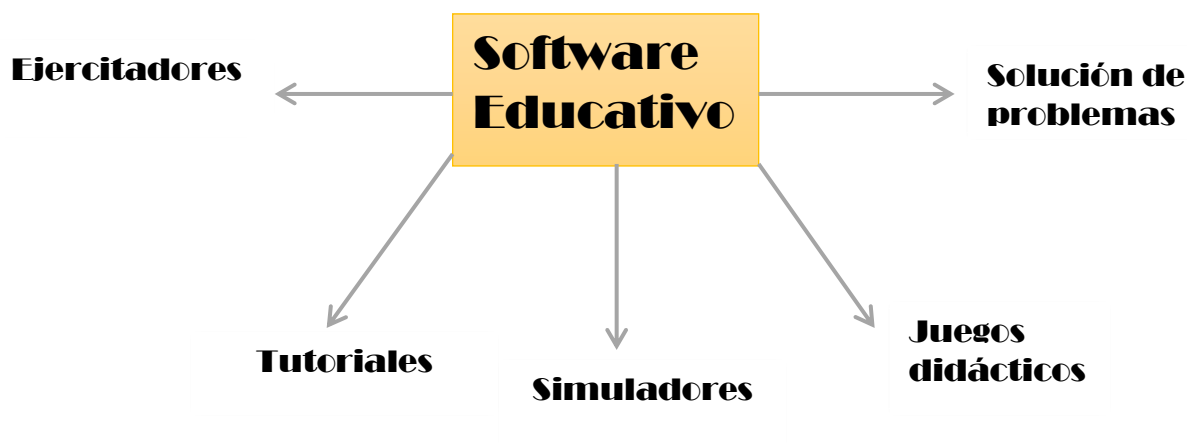 Software
Educativo
Ejercitadores
Solución de
problemas
Tutoriales
Simuladores
Juegos
didácticos